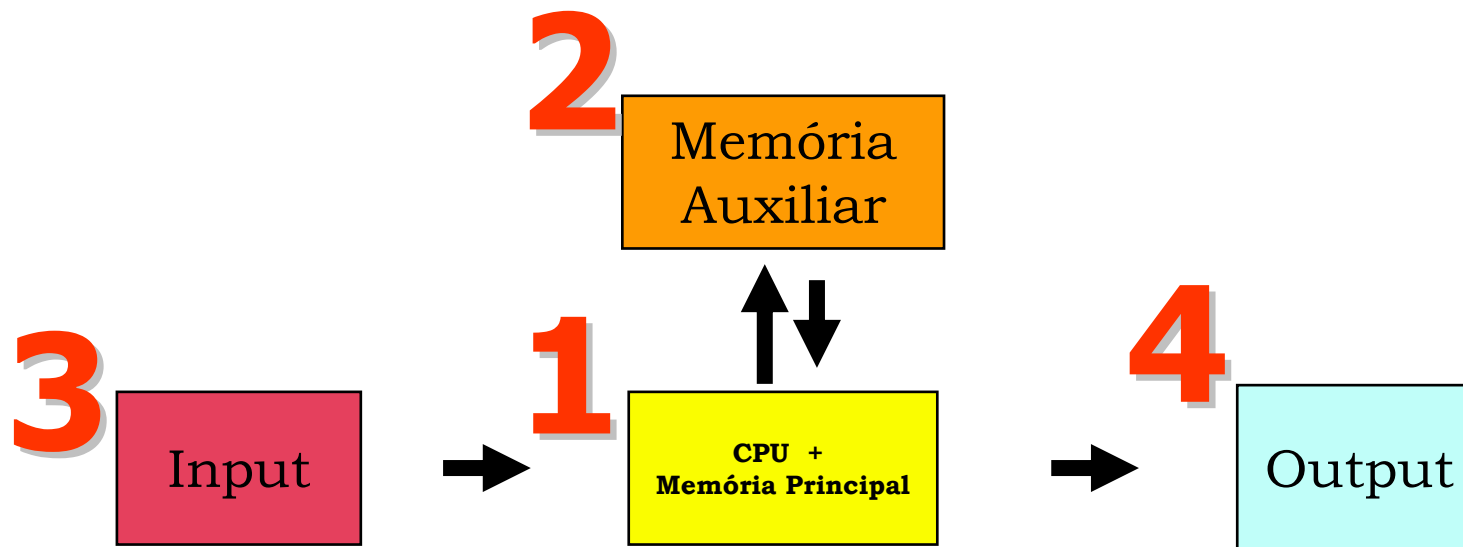 2
Memória
Auxiliar
3
Input
1
CPU +
Memória Principal
4
Output